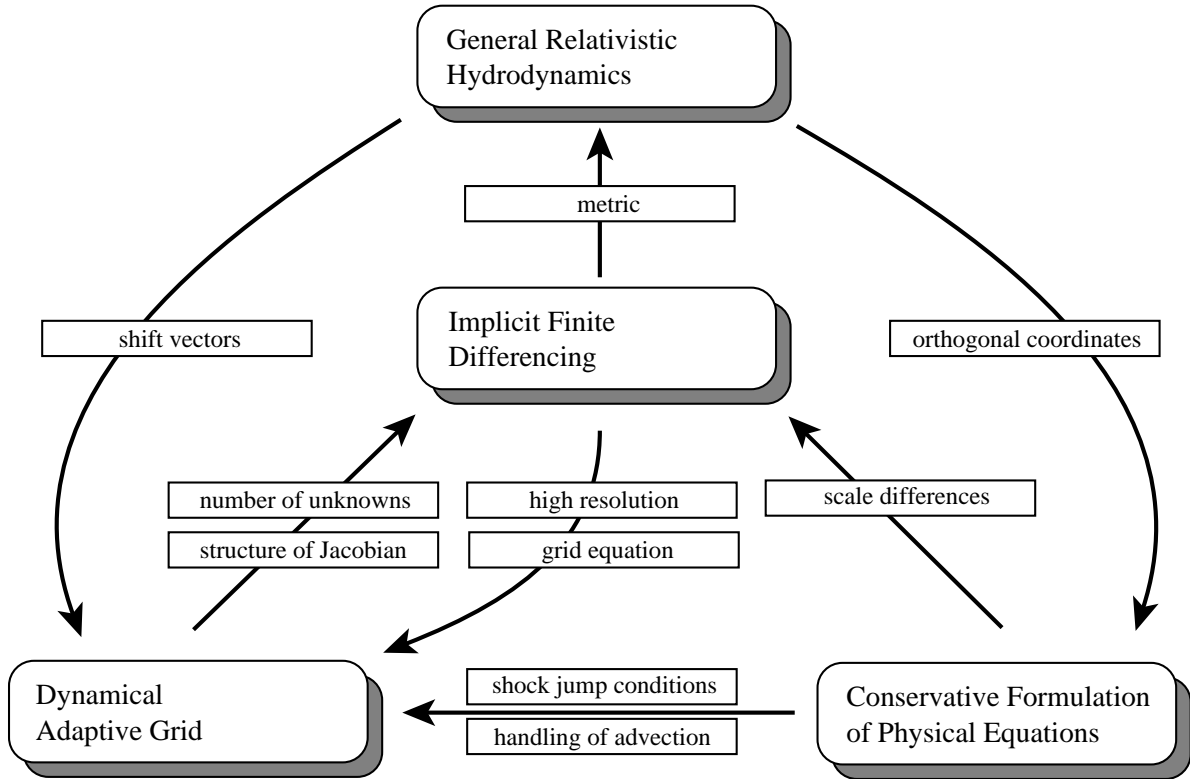 General Relativistic
Hydrodynamics
metric
Implicit Finite
Differencing
shift vectors
orthogonal coordinates
number of unknowns
structure of Jacobian
high resolution
grid equation
scale differences
Dynamical
Adaptive Grid
shock jump conditions
handling of advection
Conservative Formulation
of Physical Equations